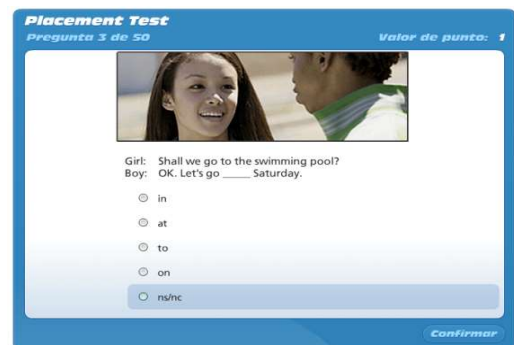 Placement Test
Pregunta 3 de 50
Valor de punto: 1
Girl: Shall we go to the swimming pool?
Boy: OK. Let's go _____ Saturday.
in
at
to
on
ns/nc
Confirmar